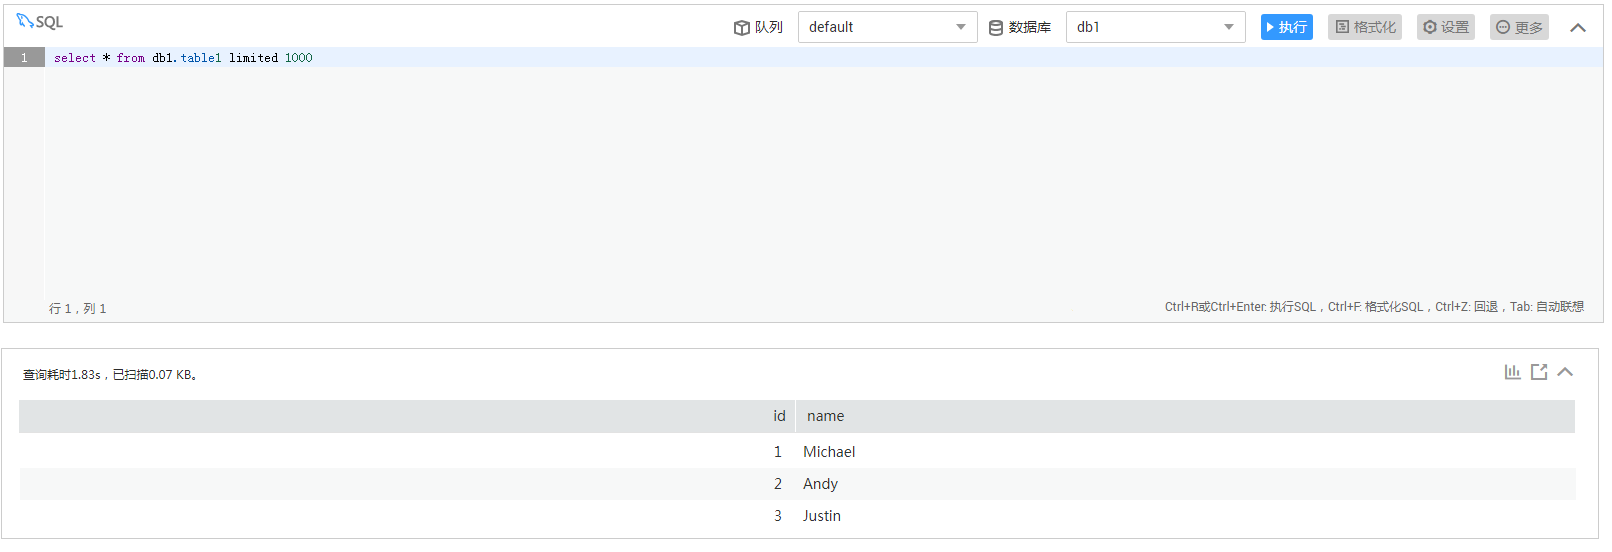 SQL
队列 default 数据库 db1 执行 格式化 设置 更多
1 select * from db1.table1 limited 1000
行 1，列 1
Ctrl+R或Ctrl+Enter: 执行SQL，Ctrl+F: 格式化SQL，Ctrl+Z: 回退，Tab: 自动联想
查询耗时1.83s，已扫描0.07 KB。
id name
1 Michael
2 Andy
3 Justin